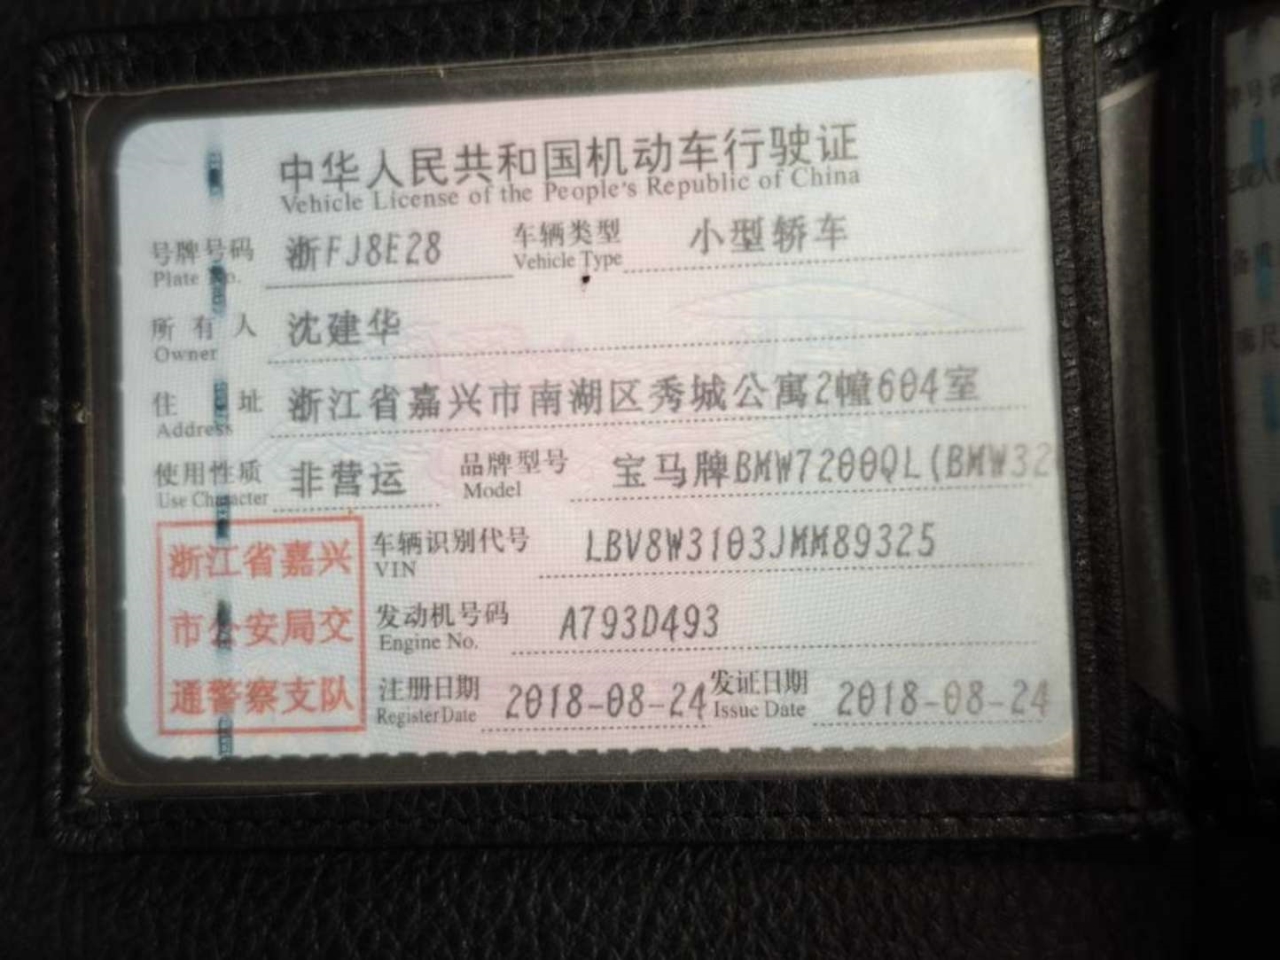 中华人民共和国机动车行驶证
Vehicle License of the People's Republic of China
号牌号码 浙FJ8E28 车辆类型 小型轿车
Plate No. Vehicle Type
所有人 沈建华
Owner
住址 浙江省嘉兴市南湖区秀城公寓2幢604室
Address
使用性质 非营运 品牌型号 宝马牌BMW7200QL(BMW32
Use Character Model
浙江省嘉兴
市公安局交
通警察支队
车辆识别代号 LBV8W3103JMM89325
VIN
发动机号码 A793D493
Engine No.
注册日期 2018-08-24 发证日期 2018-08-24
Register Date Issue Date